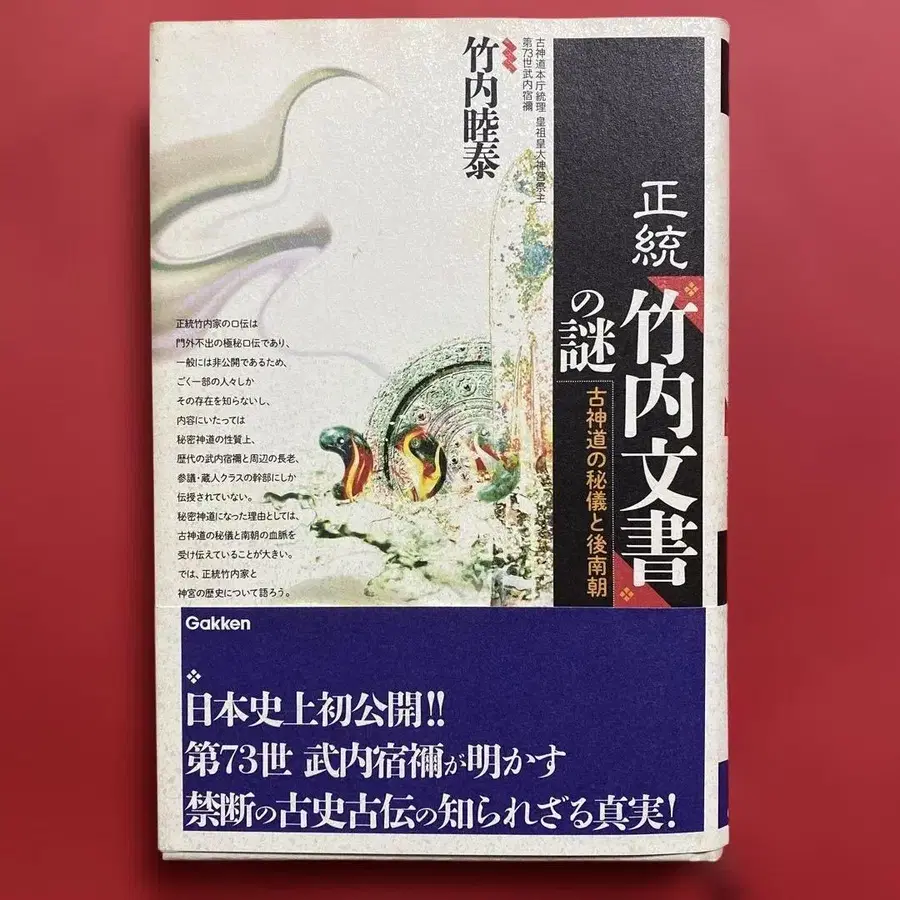 正統
竹内文書
の謎
古神道の秘儀と後南朝
古神道本庁統理 皇祖皇大神宮祭主
第73世武内宿禰
竹内睦泰
正統竹内家の口伝は
門外不出の極秘口伝であり、
一般には非公開であるため、
ごく一部の人々しか
その存在を知らないし、
内容にいたっては
秘密神道の性質上、
歴代の武内宿禰と周辺の長老、
参議・蔵人クラスの幹部にしか
伝授されていない。
秘密神道になった理由としては、
古神道の秘儀と南朝の血脈を
受け伝えていることが大きい。
では、正統竹内家と
神宮の歴史について語ろう。
Gakken
日本史上初公開!!
第73世 武内宿禰が明かす
禁断の古史古伝の知られざる真実!